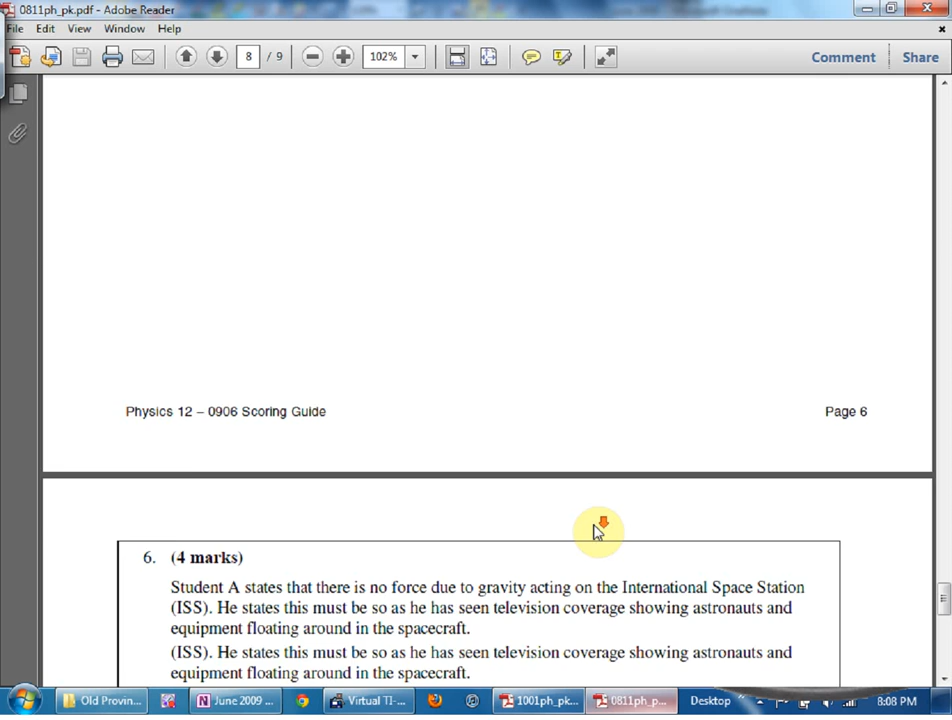 0811ph_pk.pdf - Adobe Reader
File Edit View Window Help
8 / 9 102% Comment Share
Physics 12 – 0906 Scoring Guide Page 6
6. (4 marks)
Student A states that there is no force due to gravity acting on the International Space Station
(ISS). He states this must be so as he has seen television coverage showing astronauts and
equipment floating around in the spacecraft.
(ISS). He states this must be so as he has seen television coverage showing astronauts and
equipment floating around in the spacecraft.
Old Provin... June 2009 ... Virtual TI-... 1001ph_pk... 0811ph_p... Desktop 8:08 PM